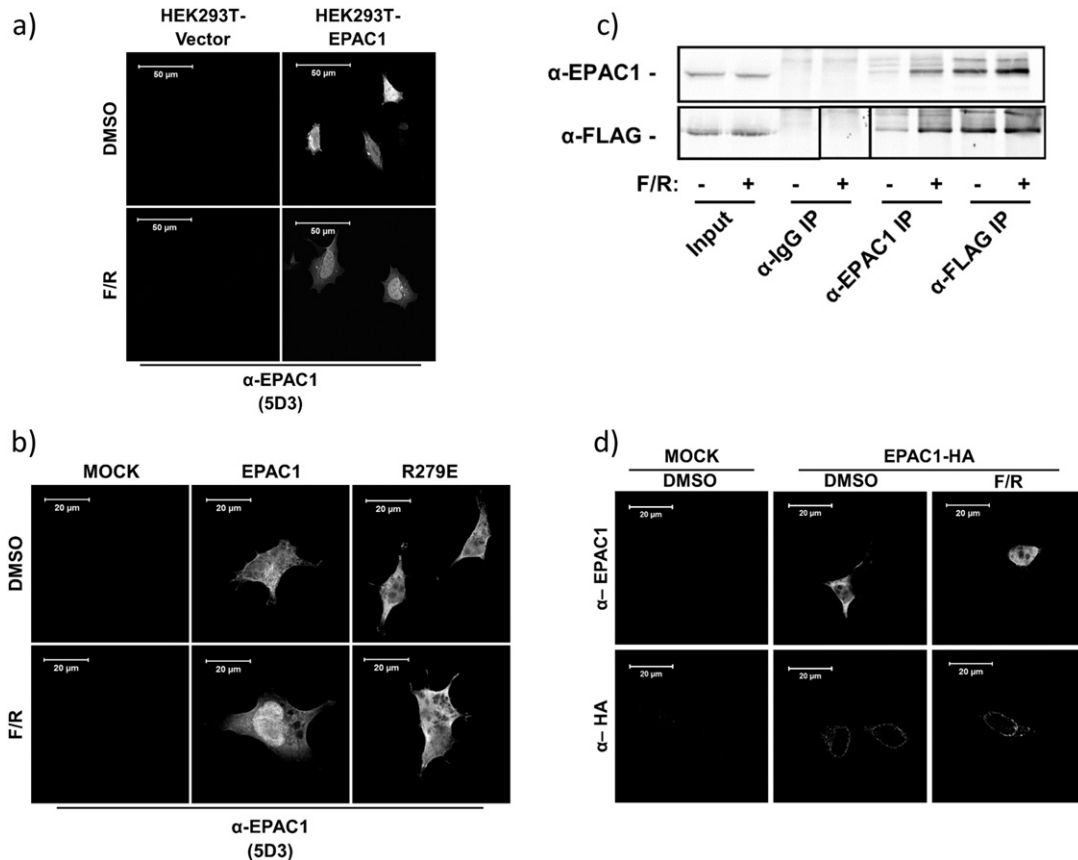 a)
HEK293T-
Vector
HEK293T-
EPAC1
DMSO
50 µm
50 µm
F/R
50 µm
50 µm
α-EPAC1
(5D3)
c)
α-EPAC1 -
α-FLAG -
F/R: - + - + - + - +
Input
α-IgG IP
α-EPAC1 IP
α-FLAG IP
b)
MOCK
EPAC1
R279E
DMSO
20 µm
20 µm
20 µm
F/R
20 µm
20 µm
20 µm
α-EPAC1
(5D3)
d)
MOCK
EPAC1-HA
DMSO
DMSO
F/R
α– EPAC1
20 µm
20 µm
20 µm
α– HA
20 µm
20 µm
20 µm